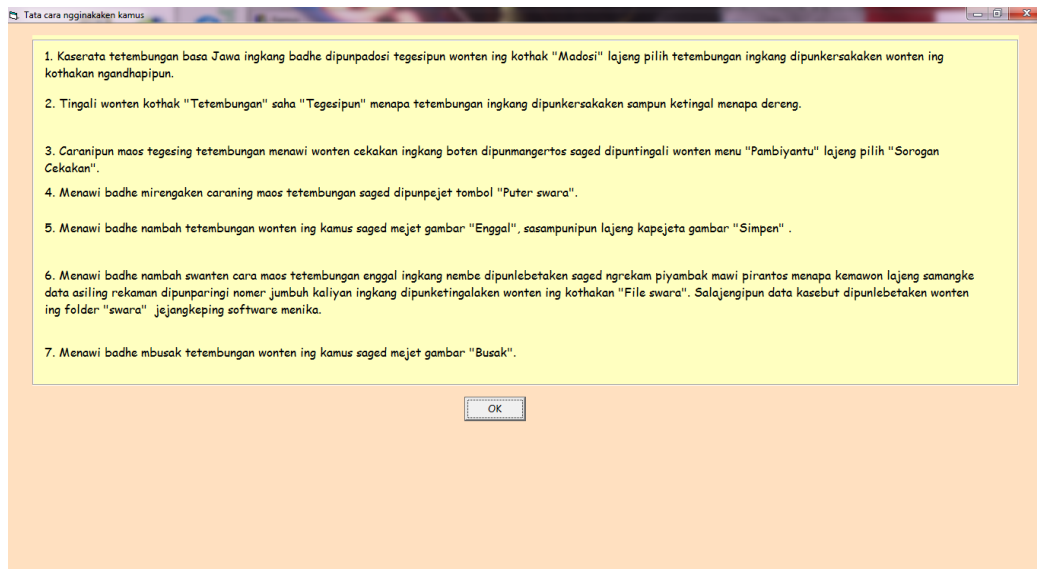 Tata cara ngginakaken kamus
1. Kaserata tetembungan basa Jawa ingkang badhe dipunpadosi tegesipun wonten ing kothak "Madosi" lajeng pilih tetembungan ingkang dipunkersakaken wonten ing
kothakan ngandhapipun.
2. Tingali wonten kothak "Tetembungan" saha "Tegesipun" menapa tetembungan ingkang dipunkersakaken sampun ketingal menapa dereng.
3. Caranipun maos tegesing tetembungan menawi wonten cekakan ingkang boten dipunmangertos saged dipuntingali wonten menu "Pambiyantu" lajeng pilih "Sorogan
Cekakan".
4. Menawi badhe mirengaken caraning maos tetembungan saged dipunpejet tombol "Puter swara".
5. Menawi badhe nambah tetembungan wonten ing kamus saged mejet gambar "Enggal", sasampunipun lajeng kapejeta gambar "Simpen" .
6. Menawi badhe nambah swanten cara maos tetembungan enggal ingkang nembe dipunlebetaken saged ngrekam piyambak mawi pirantos menapa kemawon lajeng samangke
data asiling rekaman dipunparingi nomer jumbuh kaliyan ingkang dipunketingalaken wonten ing kothakan "File swara". Salajengipun data kasebut dipunlebetaken wonten
ing folder "swara" jejangkeping software menika.
7. Menawi badhe mbusak tetembungan wonten ing kamus saged mejet gambar "Busak".
OK